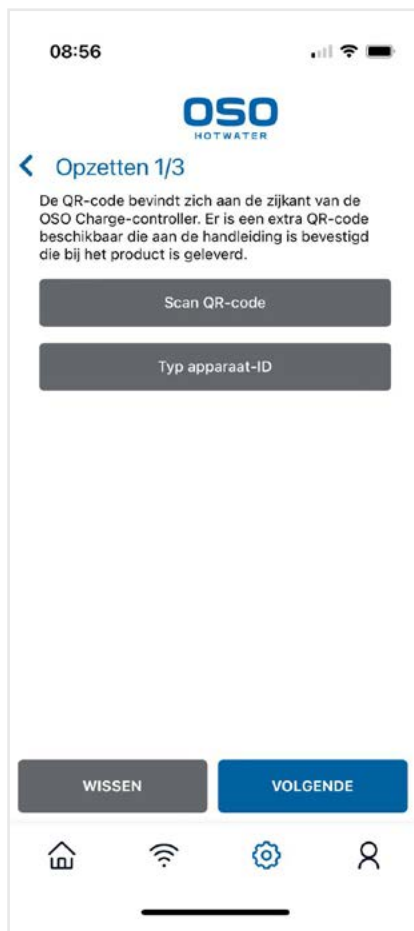 08:56
OSO
HOTWATER
Opzetten 1/3
De QR-code bevindt zich aan de zijkant van de
OSO Charge-controller. Er is een extra QR-code
beschikbaar die aan de handleiding is bevestigd
die bij het product is geleverd.
Scan QR-code
Typ apparaat-ID
WISSEN
VOLGENDE